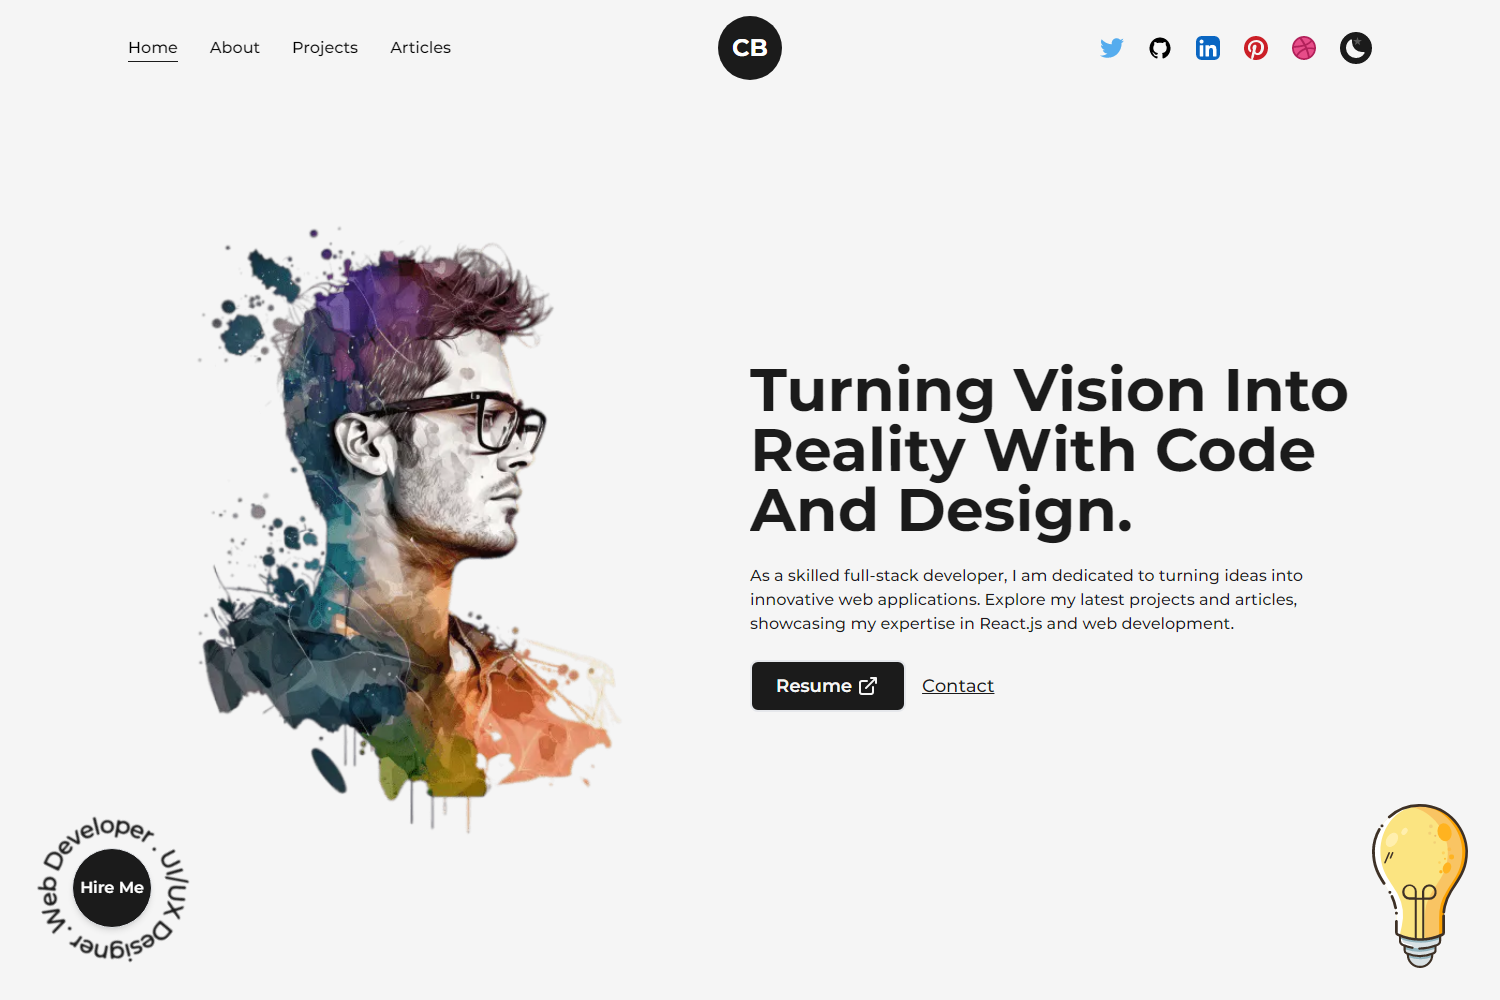 Home About Projects Articles
CB
Turning Vision Into
Reality With Code
And Design.
As a skilled full-stack developer, I am dedicated to turning ideas into
innovative web applications. Explore my latest projects and articles,
showcasing my expertise in React.js and web development.
Resume Contact
Web Developer . UI/UX Designer .
Hire Me